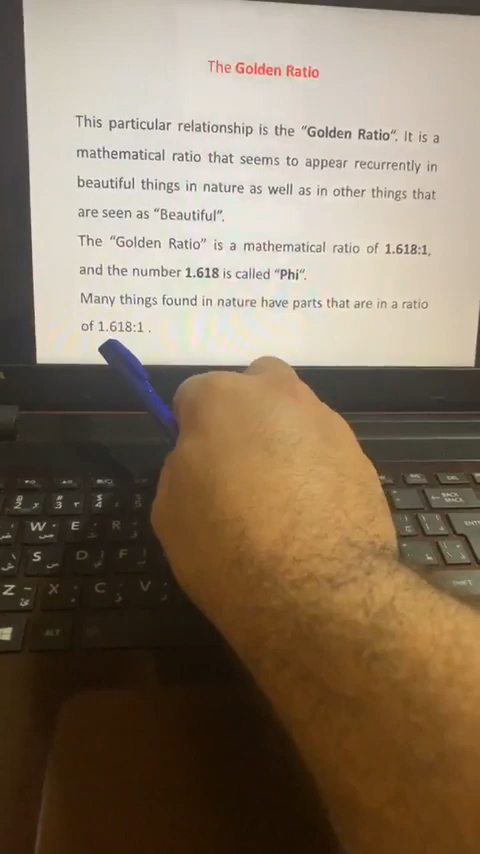 The Golden Ratio
This particular relationship is the “Golden Ratio”. It is a
mathematical ratio that seems to appear recurrently in
beautiful things in nature as well as in other things that
are seen as “Beautiful”.
The “Golden Ratio” is a mathematical ratio of 1.618:1,
and the number 1.618 is called “Phi”.
Many things found in nature have parts that are in a ratio
of 1.618:1 .
BACK
SPACE
W E R
S D F
Z X C V
ALT